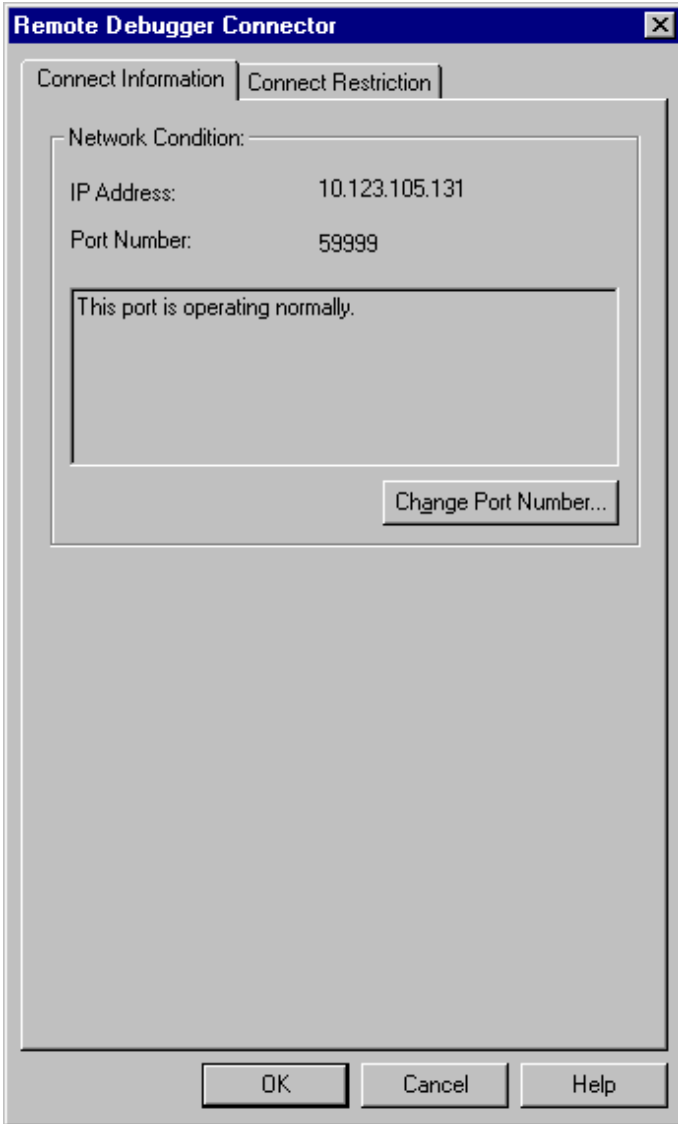 Remote Debugger Connector
Connect Information
Connect Restriction
Network Condition:
IP Address: 10.123.105.131
Port Number: 59999
This port is operating normally.
Change Port Number...
OK Cancel Help